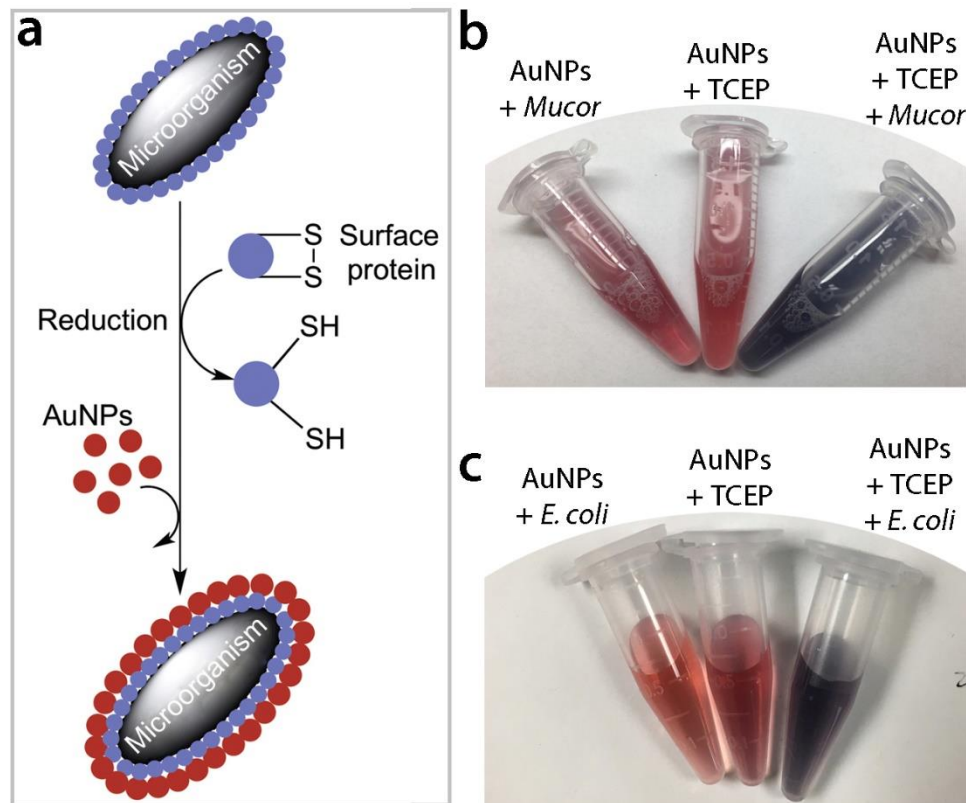 a
Microorganism
S
S
Surface
protein
Reduction
SH
SH
AuNPs
Microorganism
b
AuNPs
+ Mucor
AuNPs
+ TCEP
AuNPs
+ TCEP
+ Mucor
c
AuNPs
+ E. coli
AuNPs
+ TCEP
AuNPs
+ TCEP
+ E. coli